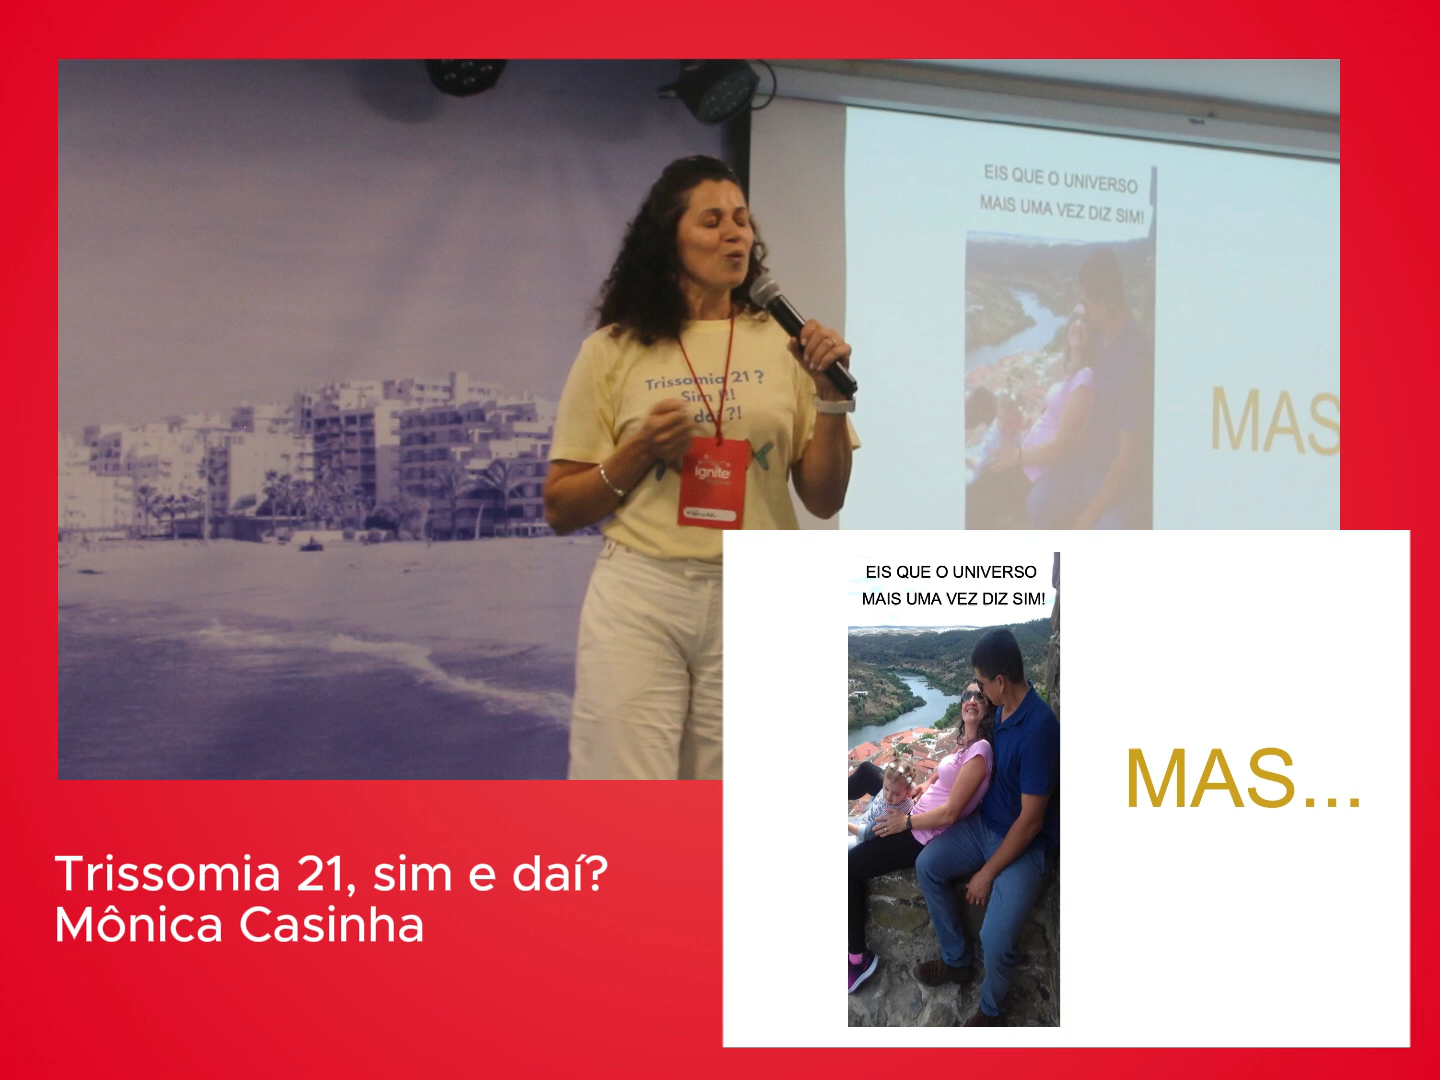 EIS QUE O UNIVERSO
MAIS UMA VEZ DIZ SIM!
MAS
Trissomia 21 ?
Sim !!!
daí ?!
Ignite
EIS QUE O UNIVERSO
MAIS UMA VEZ DIZ SIM!
MAS...
Trissomia 21, sim e daí?
Mônica Casinha